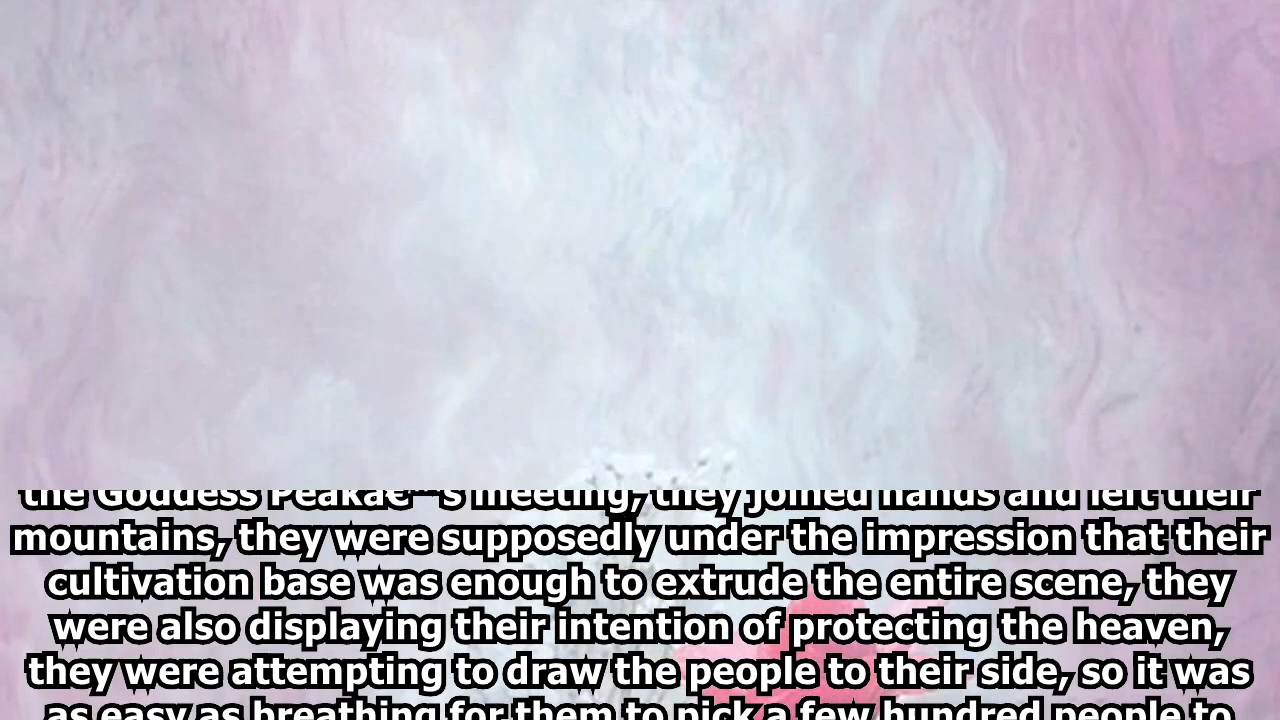 the Goddess Peakâ€™s meeting, they joined hands and left their
mountains, they were supposedly under the impression that their
cultivation base was enough to extrude the entire scene, they
were also displaying their intention of protecting the heaven,
they were attempting to draw the people to their side, so it was
as easy as breathing for them to pick a few hundred people to